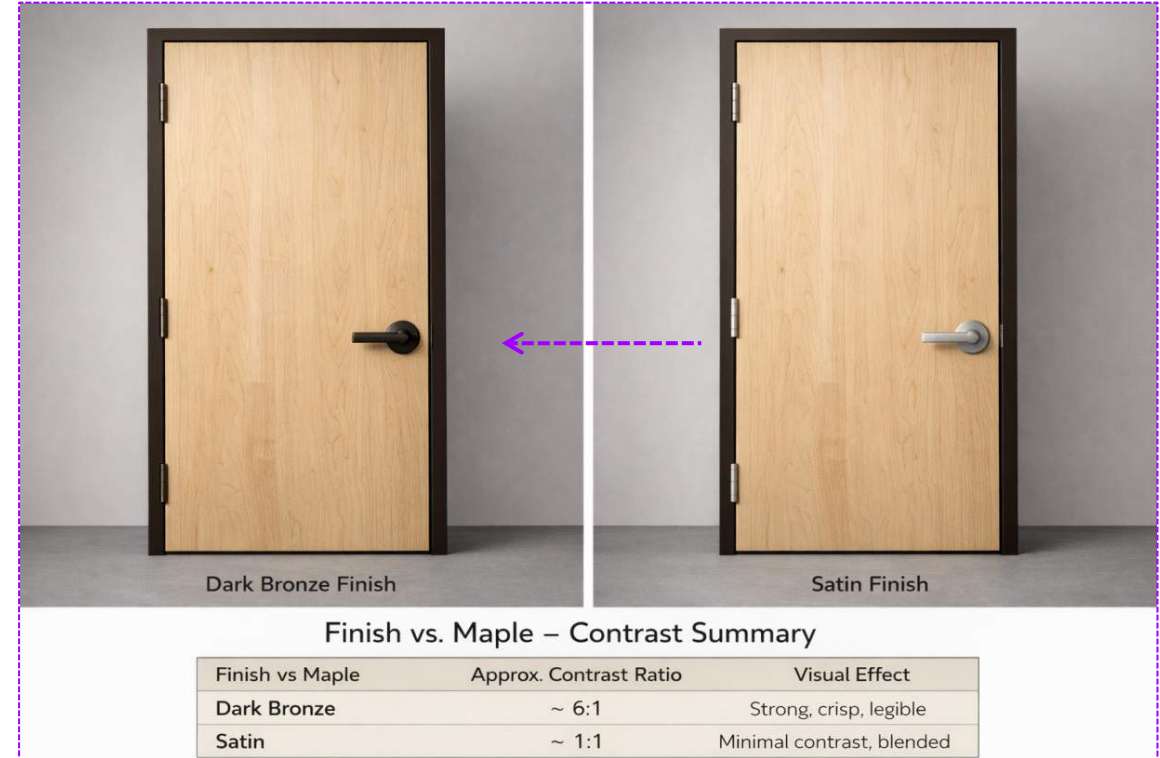 Dark Bronze Finish
Satin Finish
Finish vs. Maple – Contrast Summary
Finish vs Maple Approx. Contrast Ratio Visual Effect
Dark Bronze ~ 6:1 Strong, crisp, legible
Satin ~ 1:1 Minimal contrast, blended